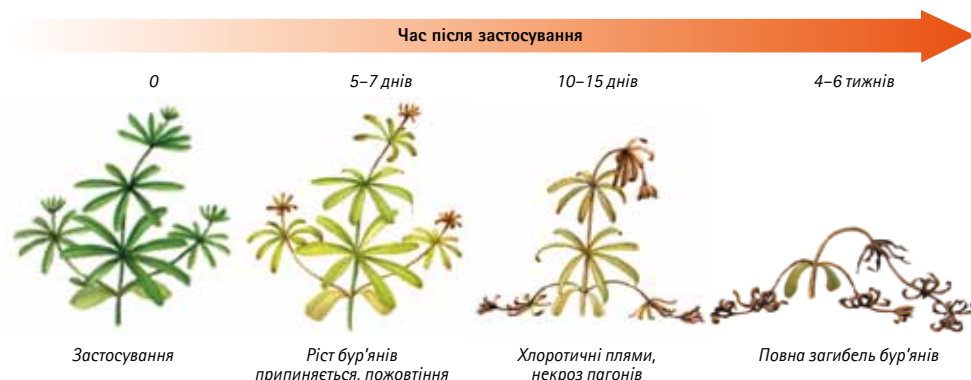 Час після застосування
0
5–7 днів
10–15 днів
4–6 тижнів
Застосування
Ріст бур'янів
припиняється, пожовтіння
Хлоротичні плями,
некроз пагонів
Повна загибель бур'янів